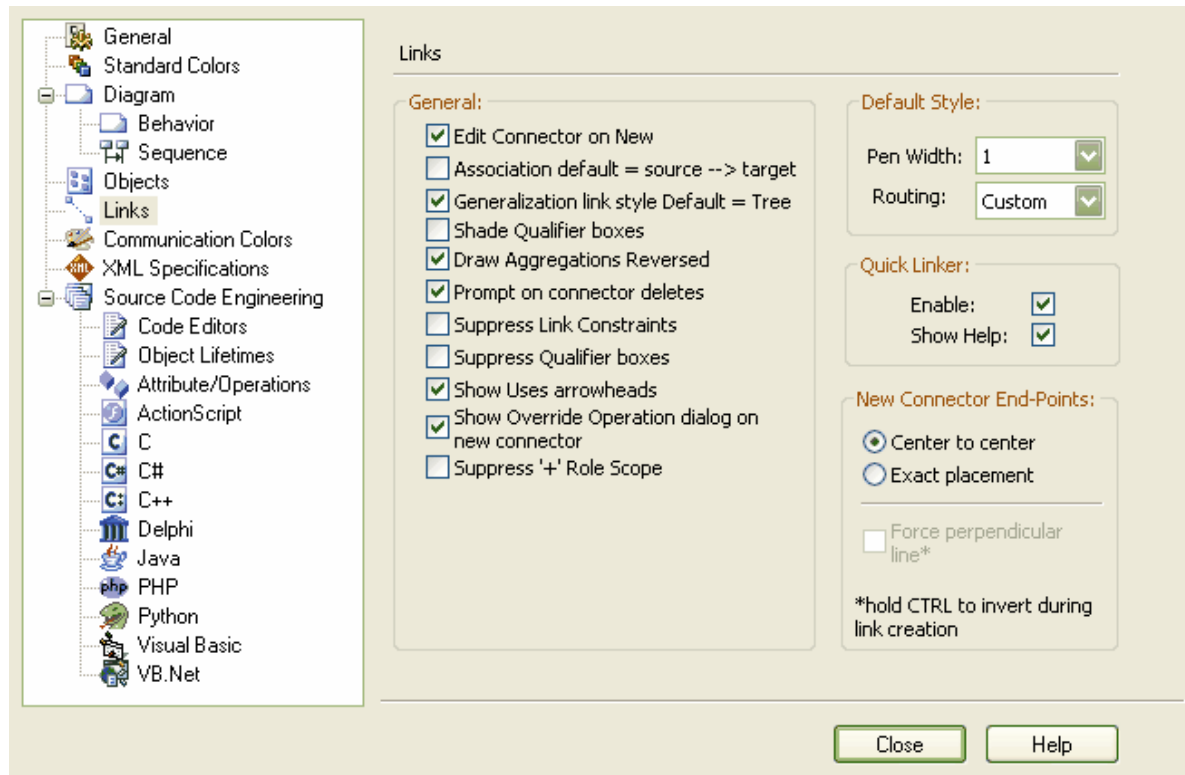 General
Standard Colors
Diagram
Behavior
Sequence
Objects
Links
Communication Colors
XML Specifications
Source Code Engineering
Code Editors
Object Lifetimes
Attribute/Operations
ActionScript
C
C#
C++
Delphi
Java
PHP
Python
Visual Basic
VB.Net
Links
General:
Edit Connector on New
Association default = source --> target
Generalization link style Default = Tree
Shade Qualifier boxes
Draw Aggregations Reversed
Prompt on connector deletes
Suppress Link Constraints
Suppress Qualifier boxes
Show Uses arrowheads
Show Override Operation dialog on
new connector
Suppress '+' Role Scope
Default Style:
Pen Width: 1
Routing: Custom
Quick Linker:
Enable:
Show Help:
New Connector End-Points:
Center to center
Exact placement
Force perpendicular
line*
*hold CTRL to invert during
link creation
Close Help